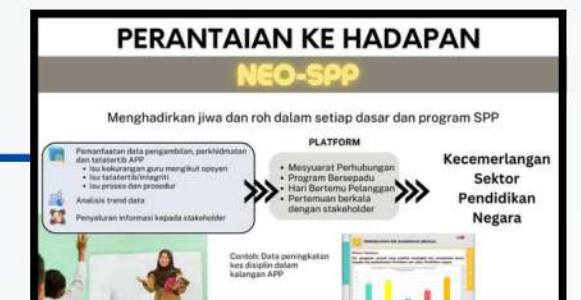 PERANTAIAN KE HADAPAN
NEO-SPP
Menghadirkan jiwa dan roh dalam setiap dasar dan program SPP
Pemanfaatan data pengambilan, perkhidmatan
dan tatatertib APP
• Isu kekurangan guru mengikut opsyen
• Isu tatatertib/integriti
• Isu proses dan prosedur
Analisis trend data
Penyaluran informasi kepada stakeholder
PLATFORM
• Mesyuarat Perhubungan
• Program Bersepadu
• Hari Bertemu Pelanggan
• Pertemuan berkala
dengan stakeholder
Kecemerlangan
Sektor
Pendidikan
Negara
Contoh: Data peningkatan
kes disiplin dalam
kalangan APP